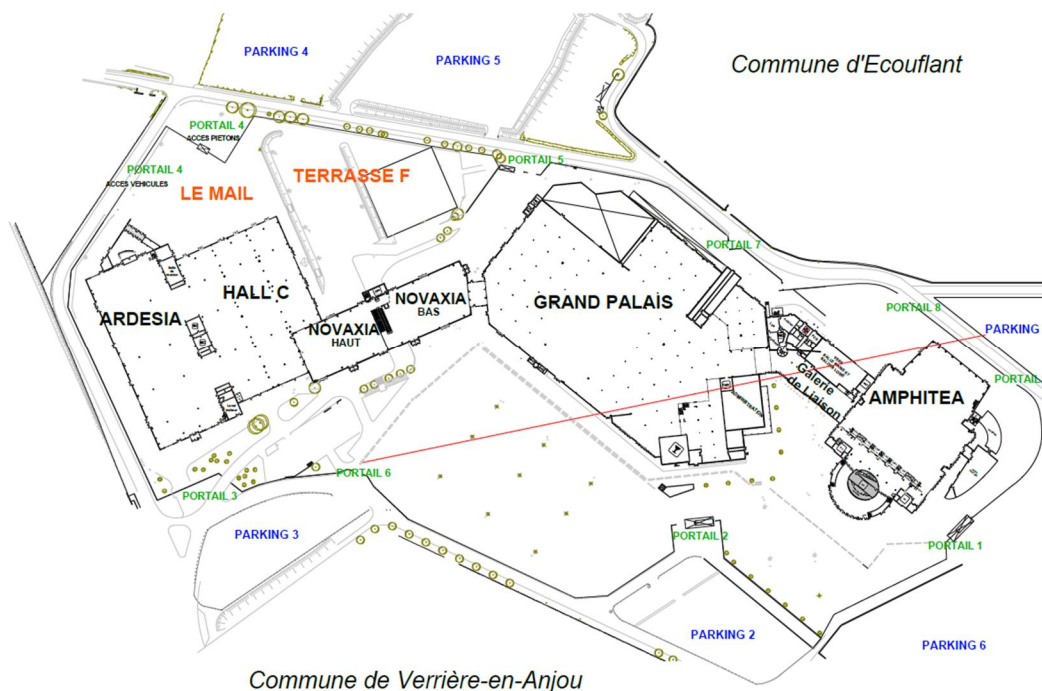 PARKING 4
PARKING 5
Commune d'Ecouflant
PORTAIL 4
ACCES PIETONS
PORTAIL 5
PORTAIL 4
ACCES VEHICULES
TERRASSE F
LE MAIL
PORTAIL 7
HALL C
ARDESIA
NOVAXIA
BAS
NOVAXIA
HAUT
GRAND PALAIS
PORTAIL 8
PARKING
PORTAIL
Galerie
de Liaison
AMPHITEA
PORTAIL 6
PORTAIL 3
PARKING 3
PORTAIL 2
PORTAIL 1
PARKING 2
PARKING 6
Commune de Verrière-en-Anjou